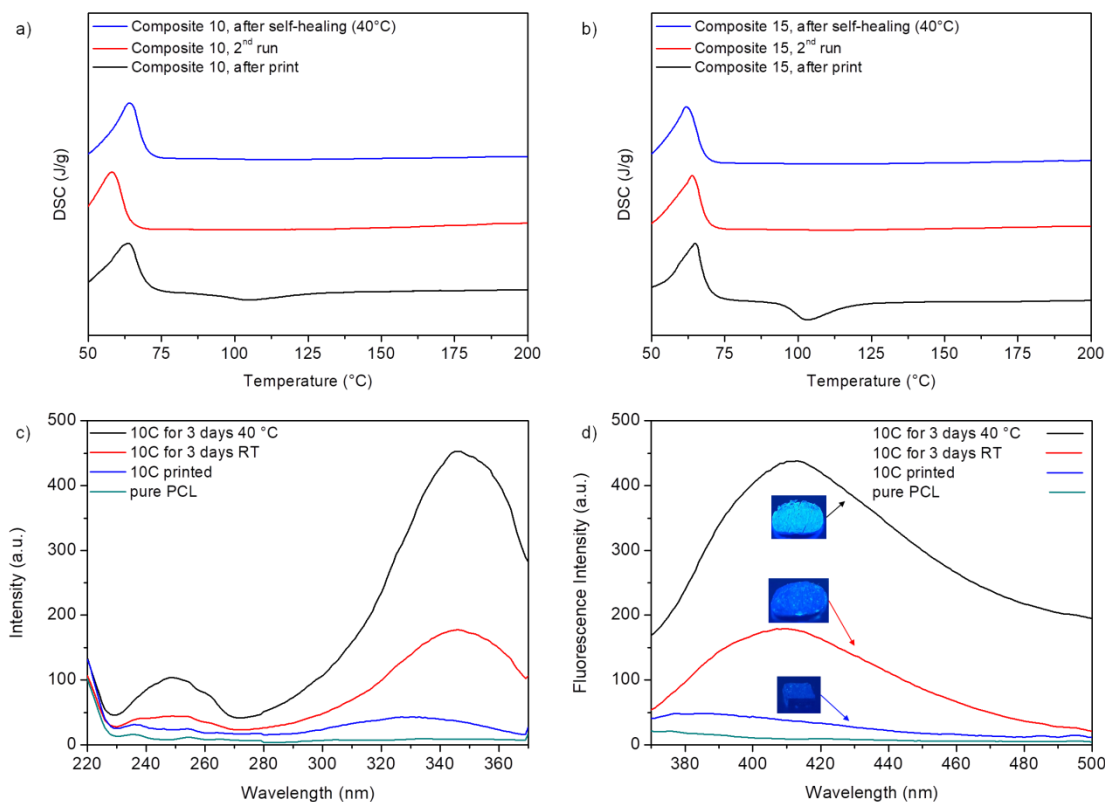 a)
Composite 10, after self-healing (40°C)
Composite 10, 2nd run
Composite 10, after print
DSC (J/g)
50 75 100 125 150 175 200
Temperature (°C)
b)
Composite 15, after self-healing (40°C)
Composite 15, 2nd run
Composite 15, after print
DSC (J/g)
50 75 100 125 150 175 200
Temperature (°C)
c)
10C for 3 days 40 °C
10C for 3 days RT
10C printed
pure PCL
Intensity (a.u.)
500
400
300
200
100
0
220 240 260 280 300 320 340 360
Wavelength (nm)
d)
10C for 3 days 40 °C
10C for 3 days RT
10C printed
pure PCL
Fluorescence Intensity (a.u.)
500
400
300
200
100
0
380 400 420 440 460 480 500
Wavelength (nm)